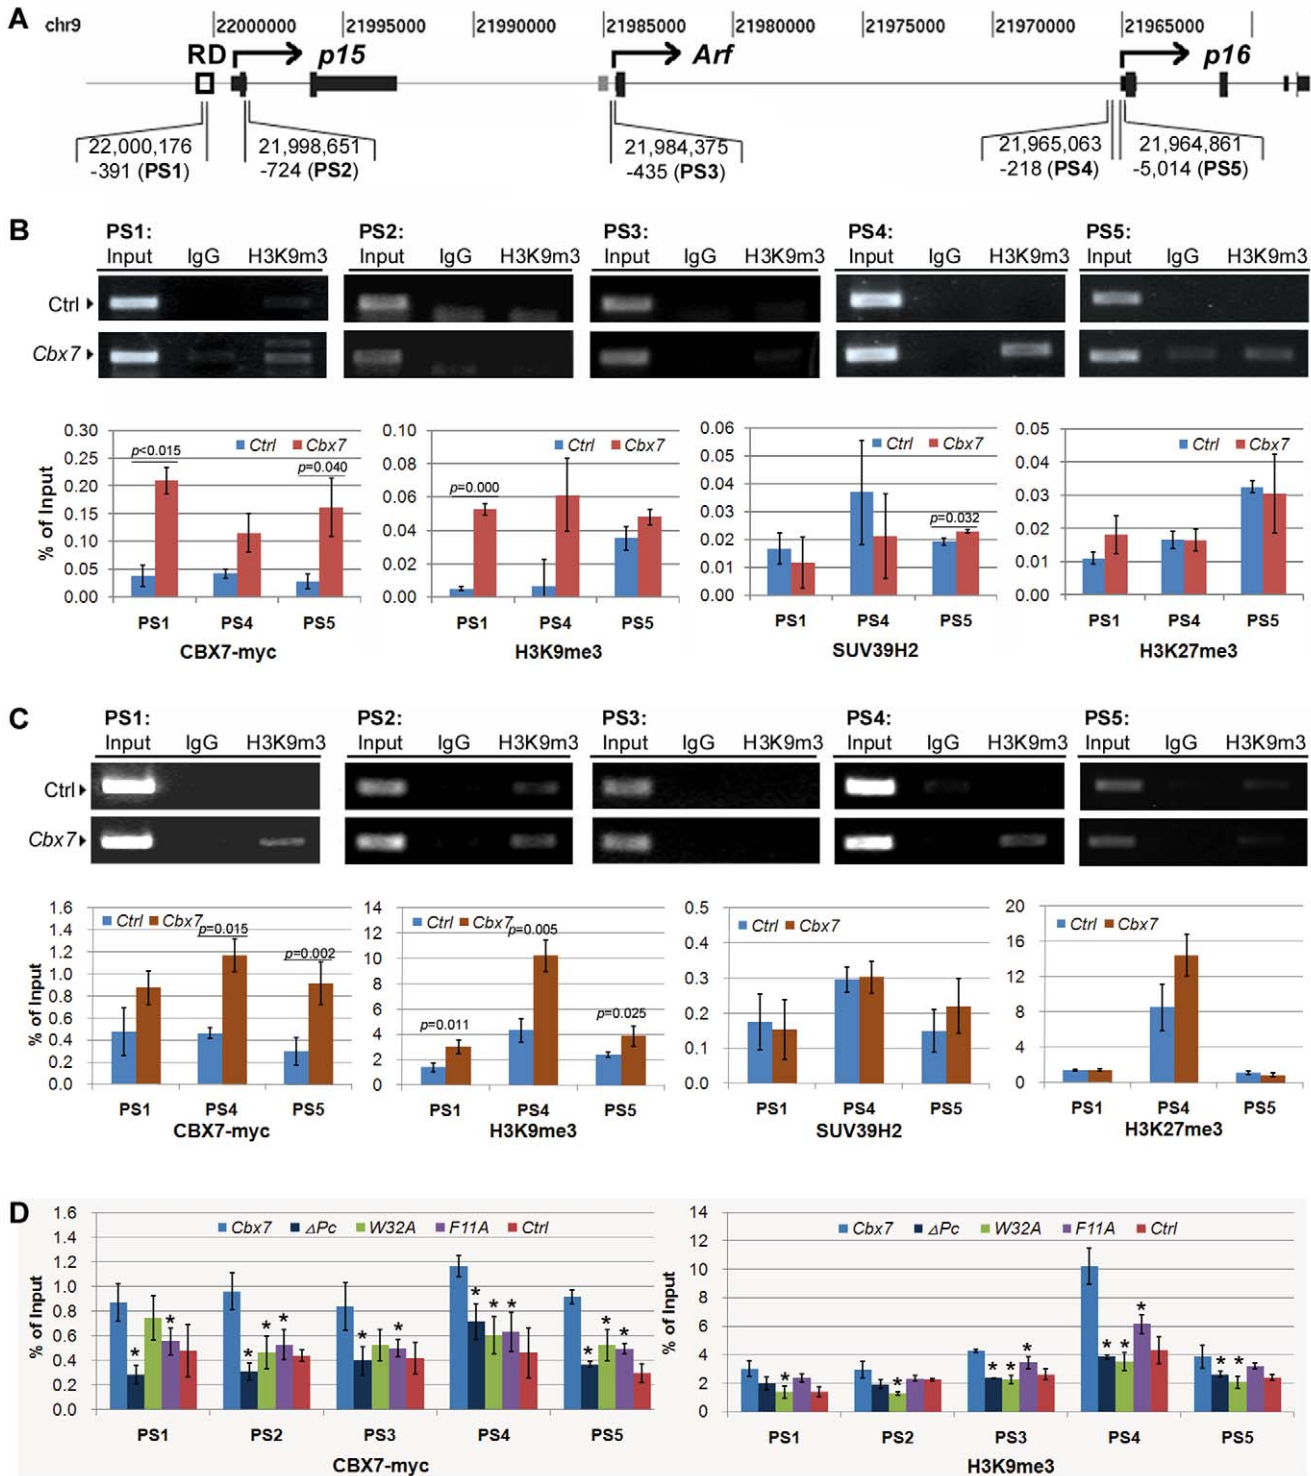 A chr9 22000000 21995000 21990000 21985000 21980000 21975000 21970000 21965000
RD p15 Arf p16
22,000,176 21,998,651 21,984,375 21,965,063 21,964,861
-391 (PS1) -724 (PS2) -435 (PS3) -218 (PS4) -5,014 (PS5)
B PS1: PS2: PS3: PS4: PS5:
Input IgG H3K9m3 Input IgG H3K9m3 Input IgG H3K9m3 Input IgG H3K9m3 Input IgG H3K9m3
Ctrl
Cbx7
% of Input
0.30 0.25 0.20 0.15 0.10 0.05 0.00
Ctrl Cbx7
p<0.015 p=0.040
PS1 PS4 PS5
CBX7-myc
0.10 0.08 0.06 0.04 0.02 0.00
Ctrl Cbx7
p=0.000
PS1 PS4 PS5
H3K9me3
0.06 0.05 0.04 0.03 0.02 0.01 0.00
Ctrl Cbx7
p=0.032
PS1 PS4 PS5
SUV39H2
0.05 0.04 0.03 0.02 0.01 0.00
Ctrl Cbx7
PS1 PS4 PS5
H3K27me3
C PS1: PS2: PS3: PS4: PS5:
Input IgG H3K9m3 Input IgG H3K9m3 Input IgG H3K9m3 Input IgG H3K9m3 Input IgG H3K9m3
Ctrl
Cbx7
% of Input
1.6 1.4 1.2 1.0 0.8 0.6 0.4 0.2 0.0
Ctrl Cbx7
p=0.015 p=0.002
PS1 PS4 PS5
CBX7-myc
14 12 10 8 6 4 2 0
Ctrl Cbx7
p=0.011 p=0.005 p=0.025
PS1 PS4 PS5
H3K9me3
0.5 0.4 0.3 0.2 0.1 0.0
Ctrl Cbx7
PS1 PS4 PS5
SUV39H2
20 16 12 8 4 0
Ctrl Cbx7
PS1 PS4 PS5
H3K27me3
D
% of Input
1.6 1.4 1.2 1.0 0.8 0.6 0.4 0.2 0.0
Cbx7 ΔPc W32A F11A Ctrl
* * * * * * * * * * * * *
PS1 PS2 PS3 PS4 PS5
CBX7-myc
% of Input
14 12 10 8 6 4 2 0
Cbx7 ΔPc W32A F11A Ctrl
* * * * * * * * * *
PS1 PS2 PS3 PS4 PS5
H3K9me3